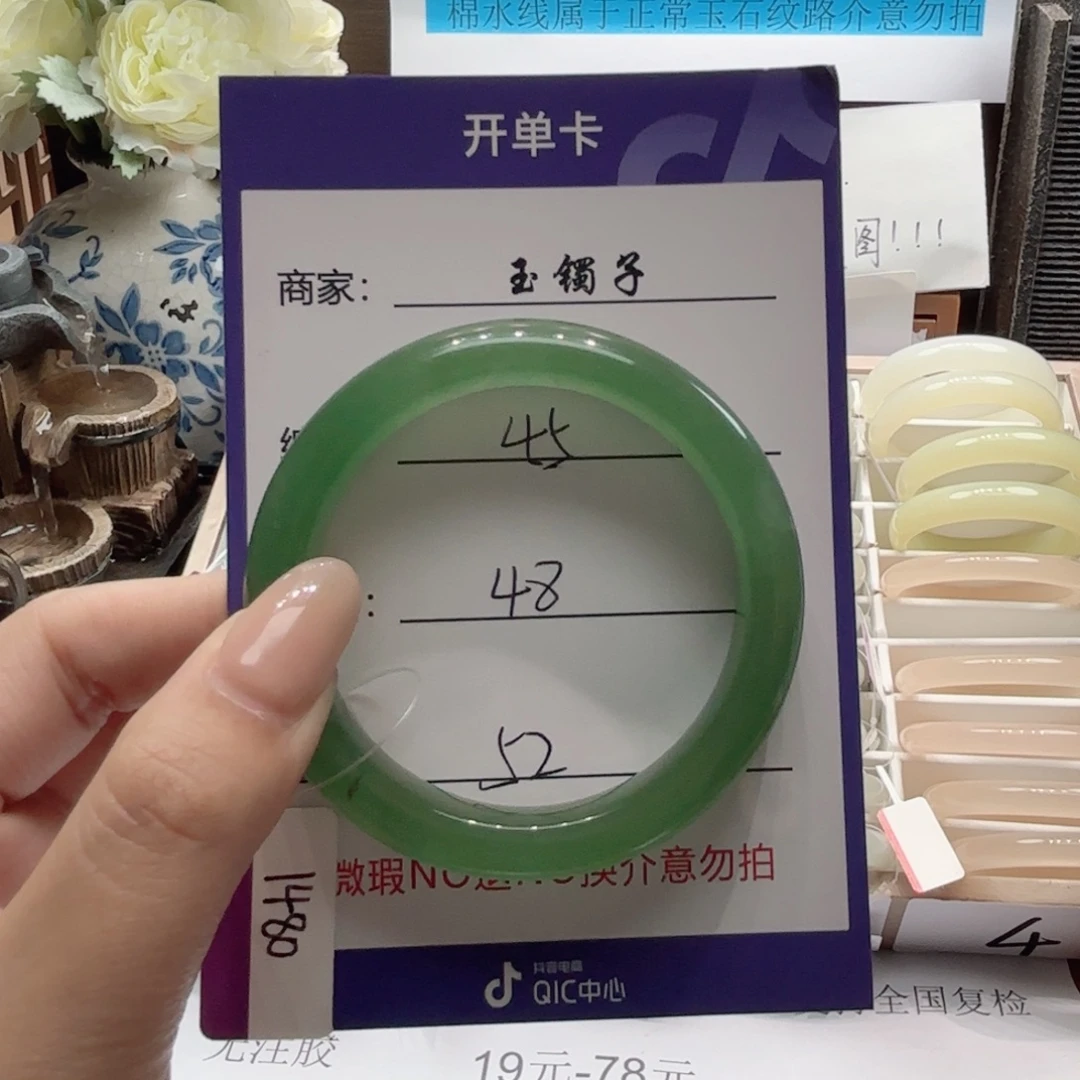 棉水线属于正常玉石纹路介意勿拍
开单卡
图!!!
商家: 玉镯子
45
: 48
52
微瑕NO退NO换介意勿拍
1480
抖音电商
QIC中心
4
全国复检
无注胶
19元-78元